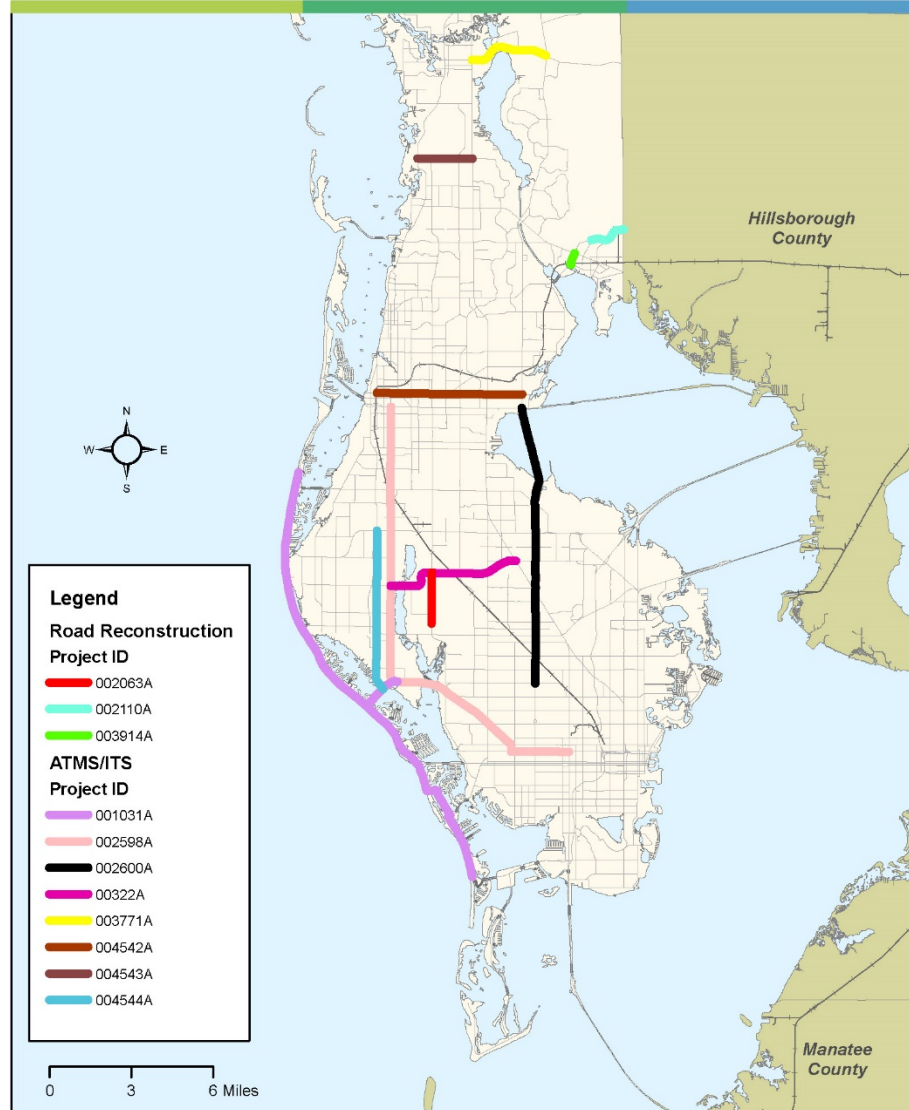 Hillsborough
County
N
W E
S
Legend
Road Reconstruction
Project ID
002063A
002110A
003914A
ATMS/ITS
Project ID
001031A
002598A
002600A
00322A
003771A
004542A
004543A
004544A
0 3 6 Miles
Manatee
County